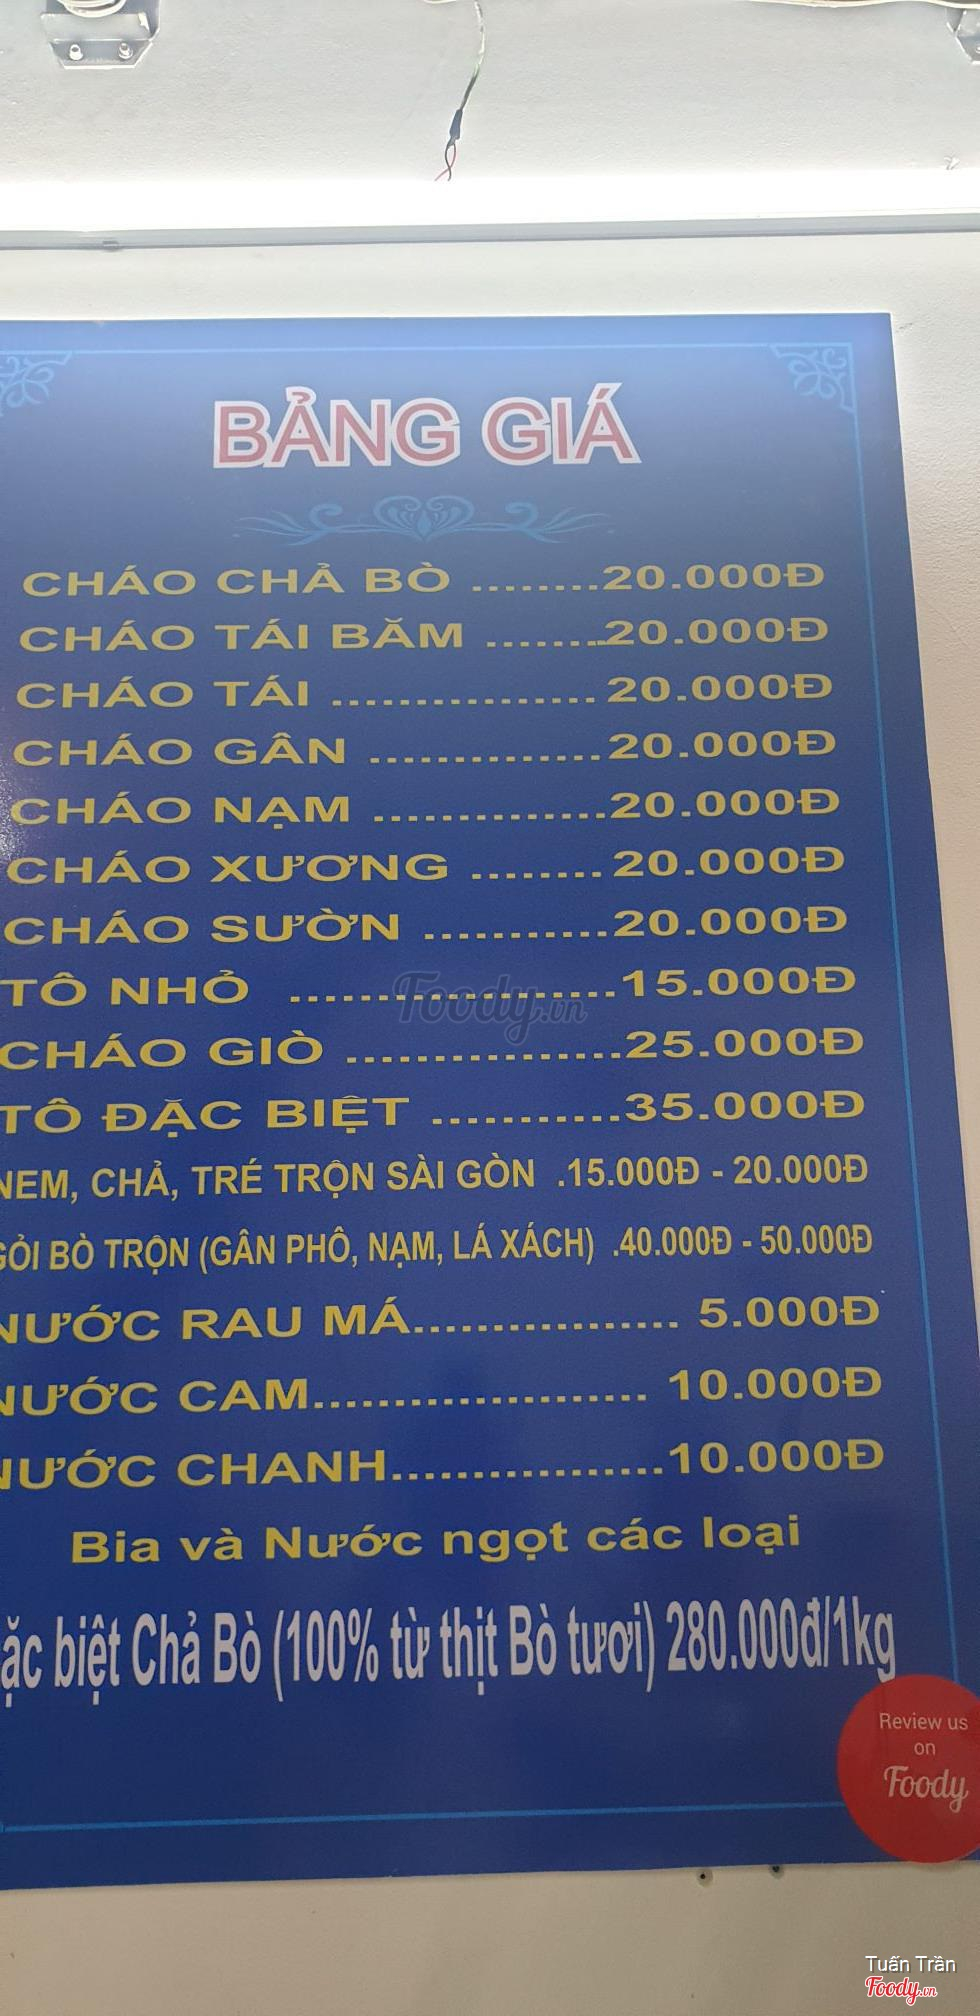 BẢNG GIÁ
CHÁO CHẢ BÒ ........20.000Đ
CHÁO TÁI BĂM .......20.000Đ
CHÁO TÁI ................. 20.000Đ
CHÁO GÂN ...............20.000Đ
CHÁO NẠM ...............20.000Đ
CHÁO XƯƠNG ........ 20.000Đ
CHÁO SƯỜN ............20.000Đ
TÔ NHỎ .....................15.000Đ
CHÁO GIÒ .................25.000Đ
TÔ ĐẶC BIỆT ............35.000Đ
NEM, CHẢ, TRÉ TRỘN SÀI GÒN .15.000Đ - 20.000Đ
GỎI BÒ TRỘN (GÂN PHÔ, NẠM, LÁ XÁCH) .40.000Đ - 50.000Đ
NƯỚC RAU MÁ................. 5.000Đ
NƯỚC CAM..................... 10.000Đ
NƯỚC CHANH.................10.000Đ
Bia và Nước ngọt các loại
ặc biệt Chả Bò (100% từ thịt Bò tươi) 280.000đ/1kg
Foody.vn
Review us
on
Foody
Tuấn Trần
Foody.vn